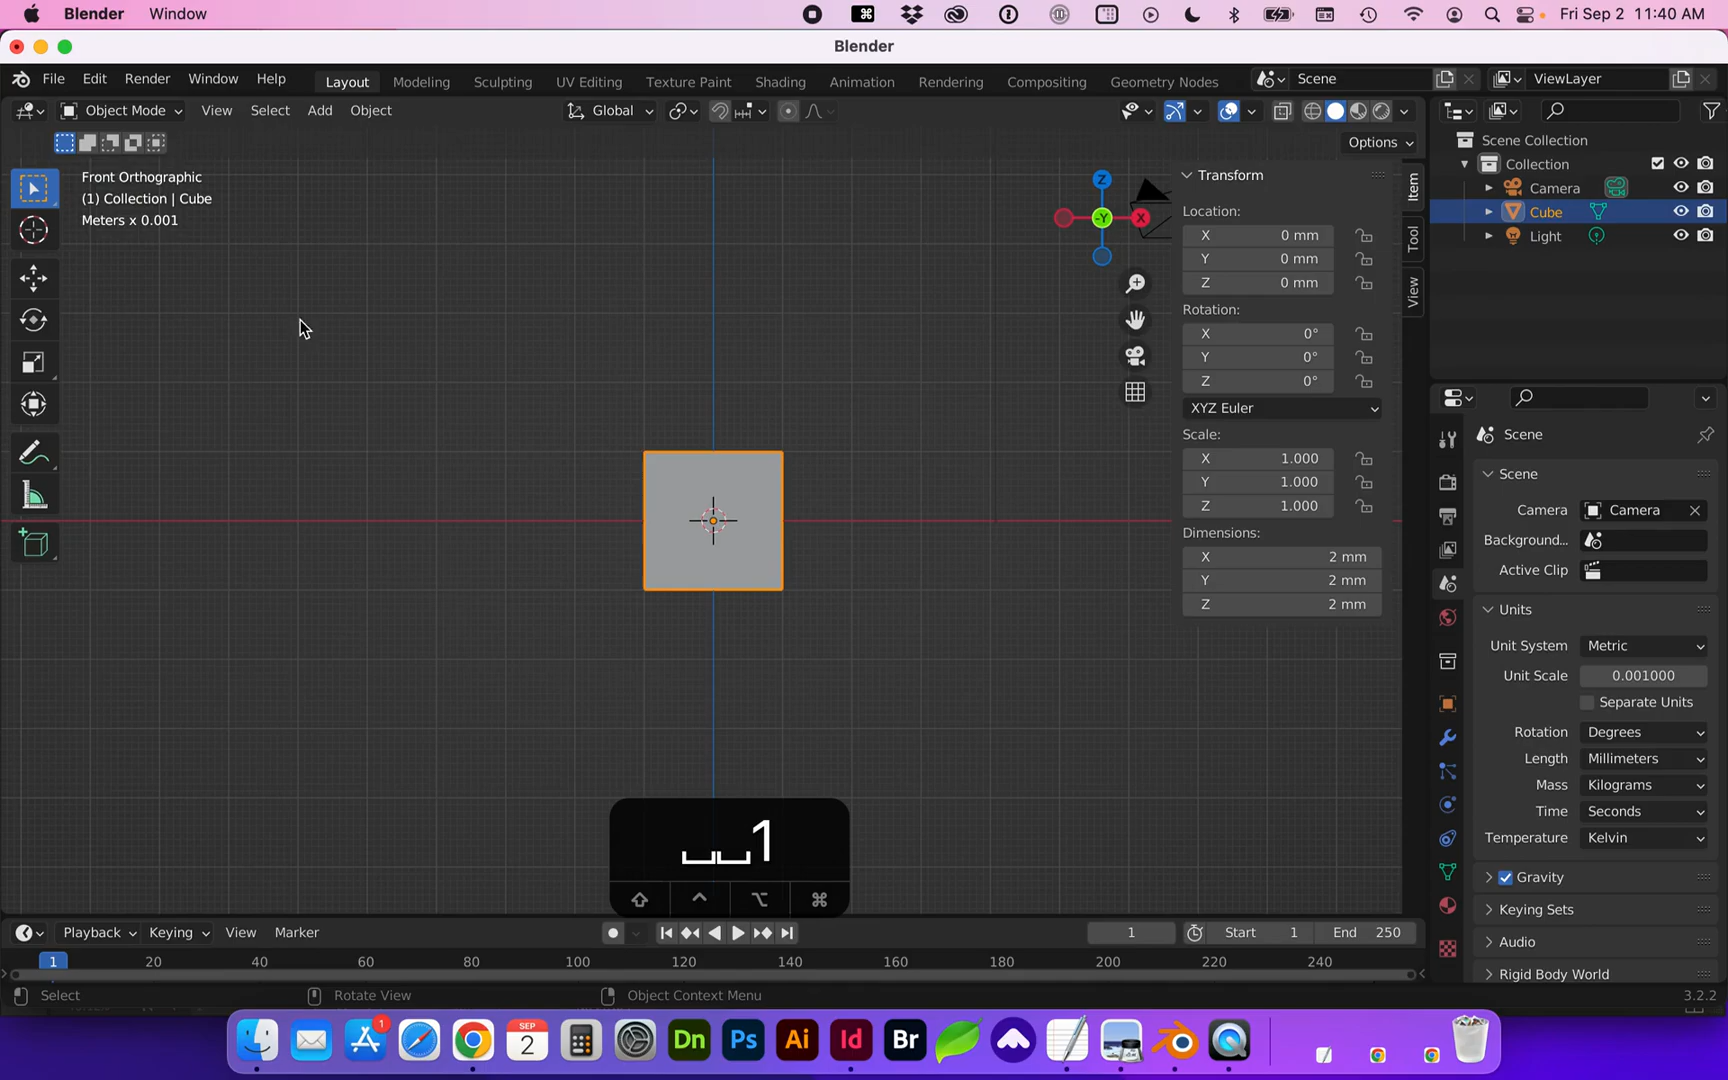 Blender Window Fri Sep 2 11:40 AM
Blender
File Edit Render Window Help Layout Modeling Sculpting UV Editing Texture Paint Shading Animation Rendering Compositing Geometry Nodes Scene ViewLayer
Object Mode View Select Add Object Global
Options
Front Orthographic
(1) Collection | Cube
Meters x 0.001
Z
-Y X
Transform
Location:
X 0 mm
Y 0 mm
Z 0 mm
Rotation:
X 0°
Y 0°
Z 0°
XYZ Euler
Scale:
X 1.000
Y 1.000
Z 1.000
Dimensions:
X 2 mm
Y 2 mm
Z 2 mm
Item
Tool
View
Scene Collection
Collection
Camera
Cube
Light
Scene
Scene
Camera Camera
Background...
Active Clip
Units
Unit System Metric
Unit Scale 0.001000
Separate Units
Rotation Degrees
Length Millimeters
Mass Kilograms
Time Seconds
Temperature Kelvin
Gravity
Keying Sets
Audio
Rigid Body World
␣␣1
⇧ ⌃ ⌥ ⌘
Playback Keying View Marker 1 Start 1 End 250
1 20 40 60 80 100 120 140 160 180 200 220 240
Select Rotate View Object Context Menu 3.2.2
1 SEP 2 Dn Ps Ai Id Br